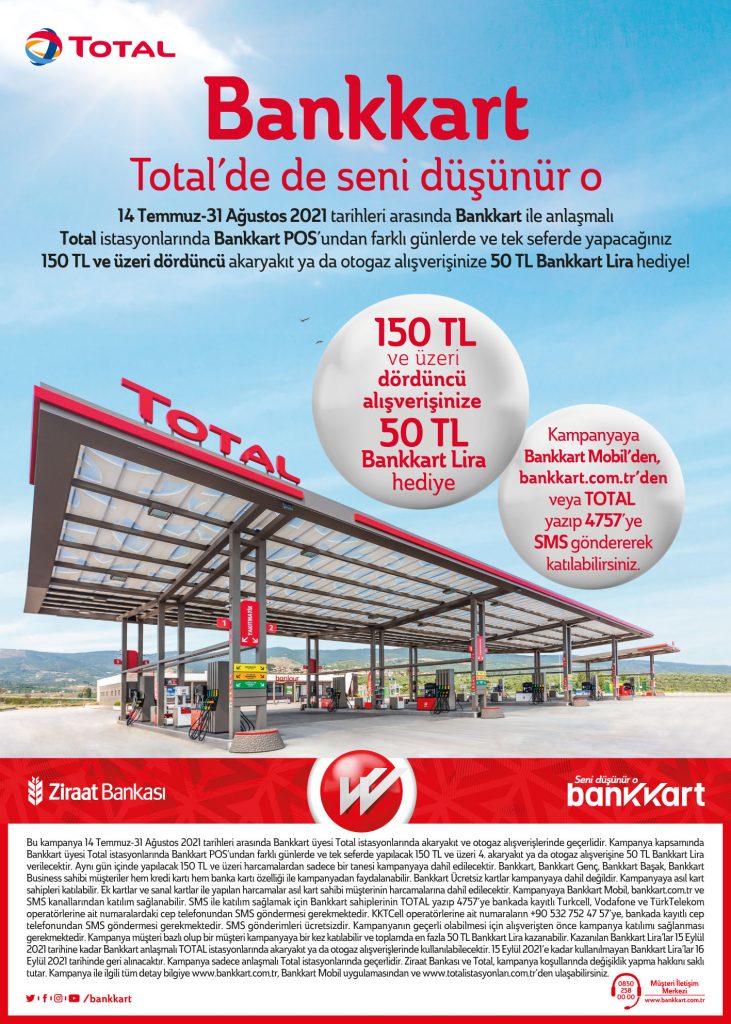 TOTAL
Bankkart
Total'de de seni düşünür o
14 Temmuz-31 Ağustos 2021 tarihleri arasında Bankkart ile anlaşmalı
Total istasyonlarında Bankkart POS'undan farklı günlerde ve tek seferde yapacağınız
150 TL ve üzeri dördüncü akaryakıt ya da otogaz alışverişinize 50 TL Bankkart Lira hediye!
150 TL
ve üzeri
dördüncü
alışverişinize
50 TL
Bankkart Lira
hediye
Kampanyaya
Bankkart Mobil'den,
bankkart.com.tr'den
veya TOTAL
yazıp 4757'ye
SMS göndererek
katılabilirsiniz.
TOTAL
1
2
YAKITMATİK
bonjour
Ziraat Bankası
Seni düşünür o
bankkart
Bu kampanya 14 Temmuz-31 Ağustos 2021 tarihleri arasında Bankkart üyesi Total istasyonlarında akaryakıt ve otogaz alışverişlerinde geçerlidir. Kampanya kapsamında
Bankkart üyesi Total istasyonlarında Bankkart POS'undan farklı günlerde ve tek seferde yapılacak 150 TL ve üzeri 4. akaryakıt ya da otogaz alışverişine 50 TL Bankkart Lira
verilecektir. Aynı gün içinde yapılacak 150 TL ve üzeri harcamalardan sadece bir tanesi kampanyaya dahil edilecektir. Bankkart, Bankkart Genç, Bankkart Başak, Bankkart
Business sahibi müşteriler hem kredi kartı hem banka kartı özelliği ile kampanyadan faydalanabilir. Bankkart Ücretsiz kartlar kampanyaya dahil değildir. Kampanyaya asıl kart
sahipleri katılabilir. Ek kartlar ve sanal kartlar ile yapılan harcamalar asıl kart sahibi müşterinin harcamalarına dahil edilecektir. Kampanyaya Bankkart Mobil, bankkart.com.tr ve
SMS kanallarından katılım sağlanabilir. SMS ile katılım sağlamak için Bankkart sahiplerinin TOTAL yazıp 4757'ye bankada kayıtlı Turkcell, Vodafone ve TürkTelekom
operatörlerine ait numaralardaki cep telefonundan SMS göndermesi gerekmektedir. KKTCell operatörlerine ait numaraların +90 532 752 47 57'ye, bankada kayıtlı cep
telefonundan SMS göndermesi gerekmektedir. SMS gönderimleri ücretsizdir. Kampanyanın geçerli olabilmesi için alışverişten önce kampanya katılımı sağlanması
gerekmektedir. Kampanya müşteri bazlı olup bir müşteri kampanyaya bir kez katılabilir ve toplamda en fazla 50 TL Bankkart Lira kazanabilir. Kazanılan Bankkart Lira'lar 15 Eylül
2021 tarihine kadar Bankkart anlaşmalı TOTAL istasyonlarında akaryakıt ya da otogaz alışverişlerinde kullanılabilecektir. 15 Eylül 2021'e kadar kullanılmayan Bankkart Lira'lar 16
Eylül 2021 tarihinde geri alınacaktır. Kampanya sadece anlaşmalı Total istasyonlarında geçerlidir. Ziraat Bankası ve Total, kampanya koşullarında değişiklik yapma hakkını saklı
tutar. Kampanya ile ilgili tüm detay bilgiye www.bankkart.com.tr, Bankkart Mobil uygulamasından ve www.totalistasyonlari.com.tr'den ulaşabilirsiniz.
/bankkart
0850
258
00 00
Müşteri İletişim
Merkezi
www.bankkart.com.tr